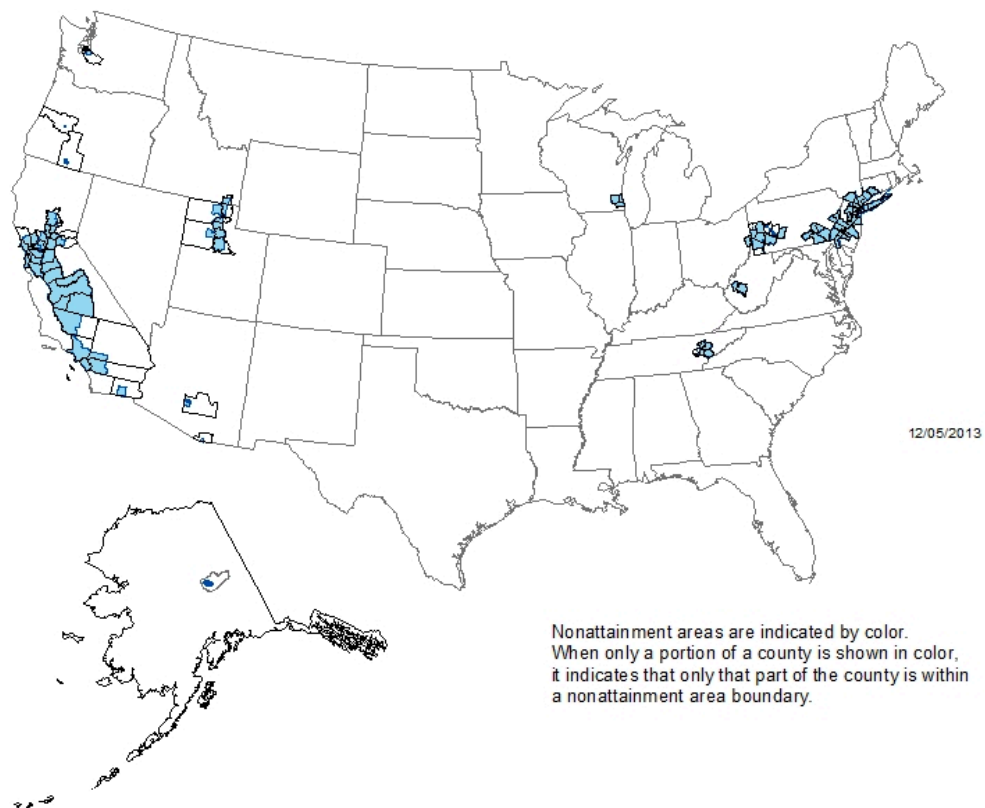 12/05/2013
Nonattainment areas are indicated by color.
When only a portion of a county is shown in color,
it indicates that only that part of the county is within
a nonattainment area boundary.